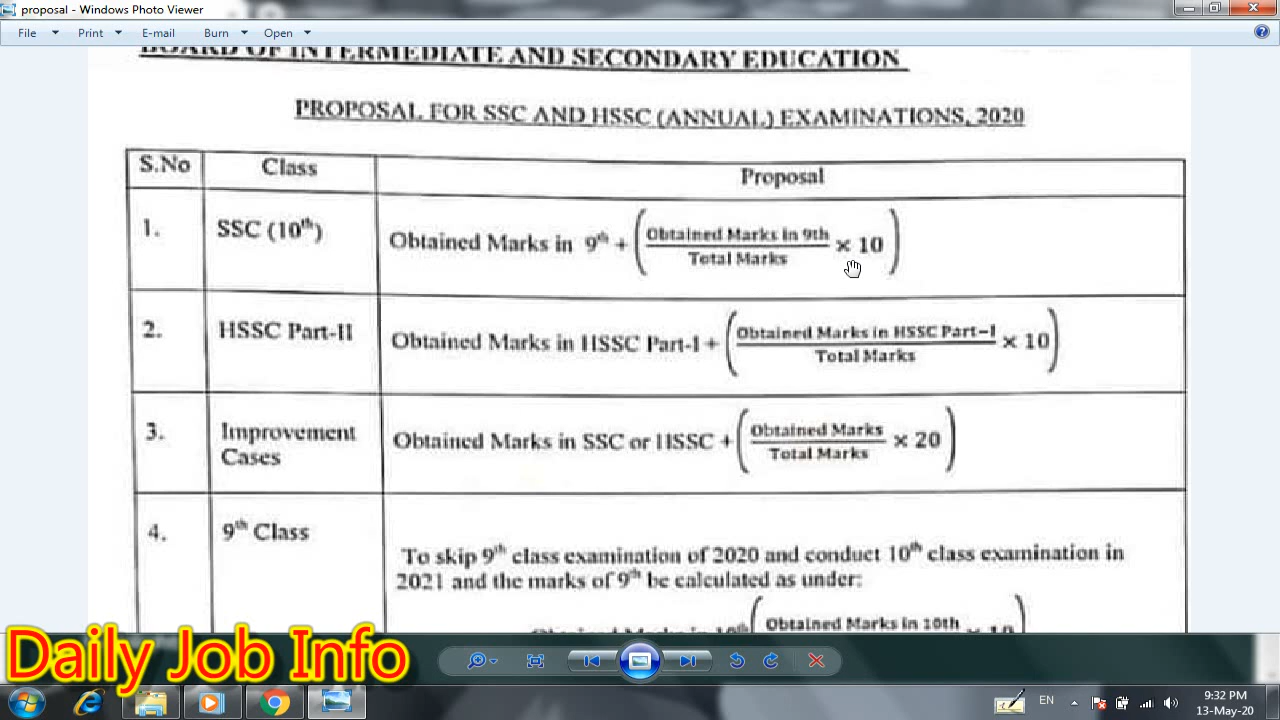 proposal - Windows Photo Viewer
File Print E-mail Burn Open
BOARD OF INTERMEDIATE AND SECONDARY EDUCATION
PROPOSAL FOR SSC AND HSSC (ANNUAL) EXAMINATIONS, 2020
S.No Class Proposal
1. SSC (10th) Obtained Marks in 9th + (Obtained Marks in 9th / Total Marks × 10)
2. HSSC Part-II Obtained Marks in HSSC Part-I + (Obtained Marks in HSSC Part-I / Total Marks × 10)
3. Improvement Cases Obtained Marks in SSC or HSSC + (Obtained Marks / Total Marks × 20)
4. 9th Class
To skip 9th class examination of 2020 and conduct 10th class examination in
2021 and the marks of 9th be calculated as under:
Obtained Marks in 10th (Obtained Marks in 10th × 10)
Daily Job Info
EN
9:32 PM
13-May-20